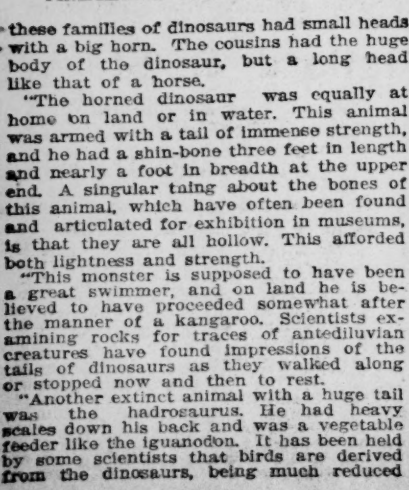 these families of dinosaurs had small heads
with a big horn. The cousins had the huge
body of the dinosaur, but a long head
like that of a horse.
"The horned dinosaur was equally at
home on land or in water. This animal
was armed with a tail of immense strength,
and he had a shin-bone three feet in length
and nearly a foot in breadth at the upper
end. A singular taing about the bones of
this animal, which have often been found
and articulated for exhibition in museums,
is that they are all hollow. This afforded
both lightness and strength.
"This monster is supposed to have been
a great swimmer, and on land he is be-
lieved to have proceeded somewhat after
the manner of a kangaroo. Scientists ex-
amining rocks for traces of antediluvian
creatures have found impressions of the
tails of dinosaurs as they walked along
or stopped now and then to rest.
"Another extinct animal with a huge tail
was the hadrosaurus. He had heavy
scales down his back and was a vegetable
feeder like the iguanodon. It has been held
by some scientists that birds are derived
from the dinosaurs, being much reduced